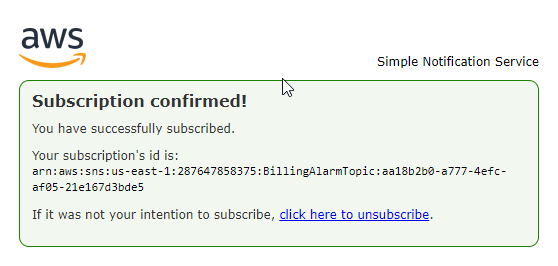 aws
Simple Notification Service
Subscription confirmed!
You have successfully subscribed.
Your subscription's id is:
arn:aws:sns:us-east-1:287647858375:BillingAlarmTopic:aa18b2b0-a777-4efc-
af05-21e167d3bde5
If it was not your intention to subscribe, click here to unsubscribe.